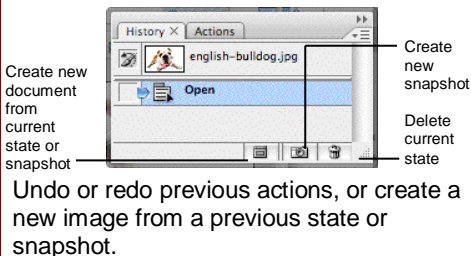 History × Actions
english-bulldog.jpg
Open
Create new
document
from
current
state or
snapshot
Create
new
snapshot
Delete
current
state
Undo or redo previous actions, or create a
new image from a previous state or
snapshot.